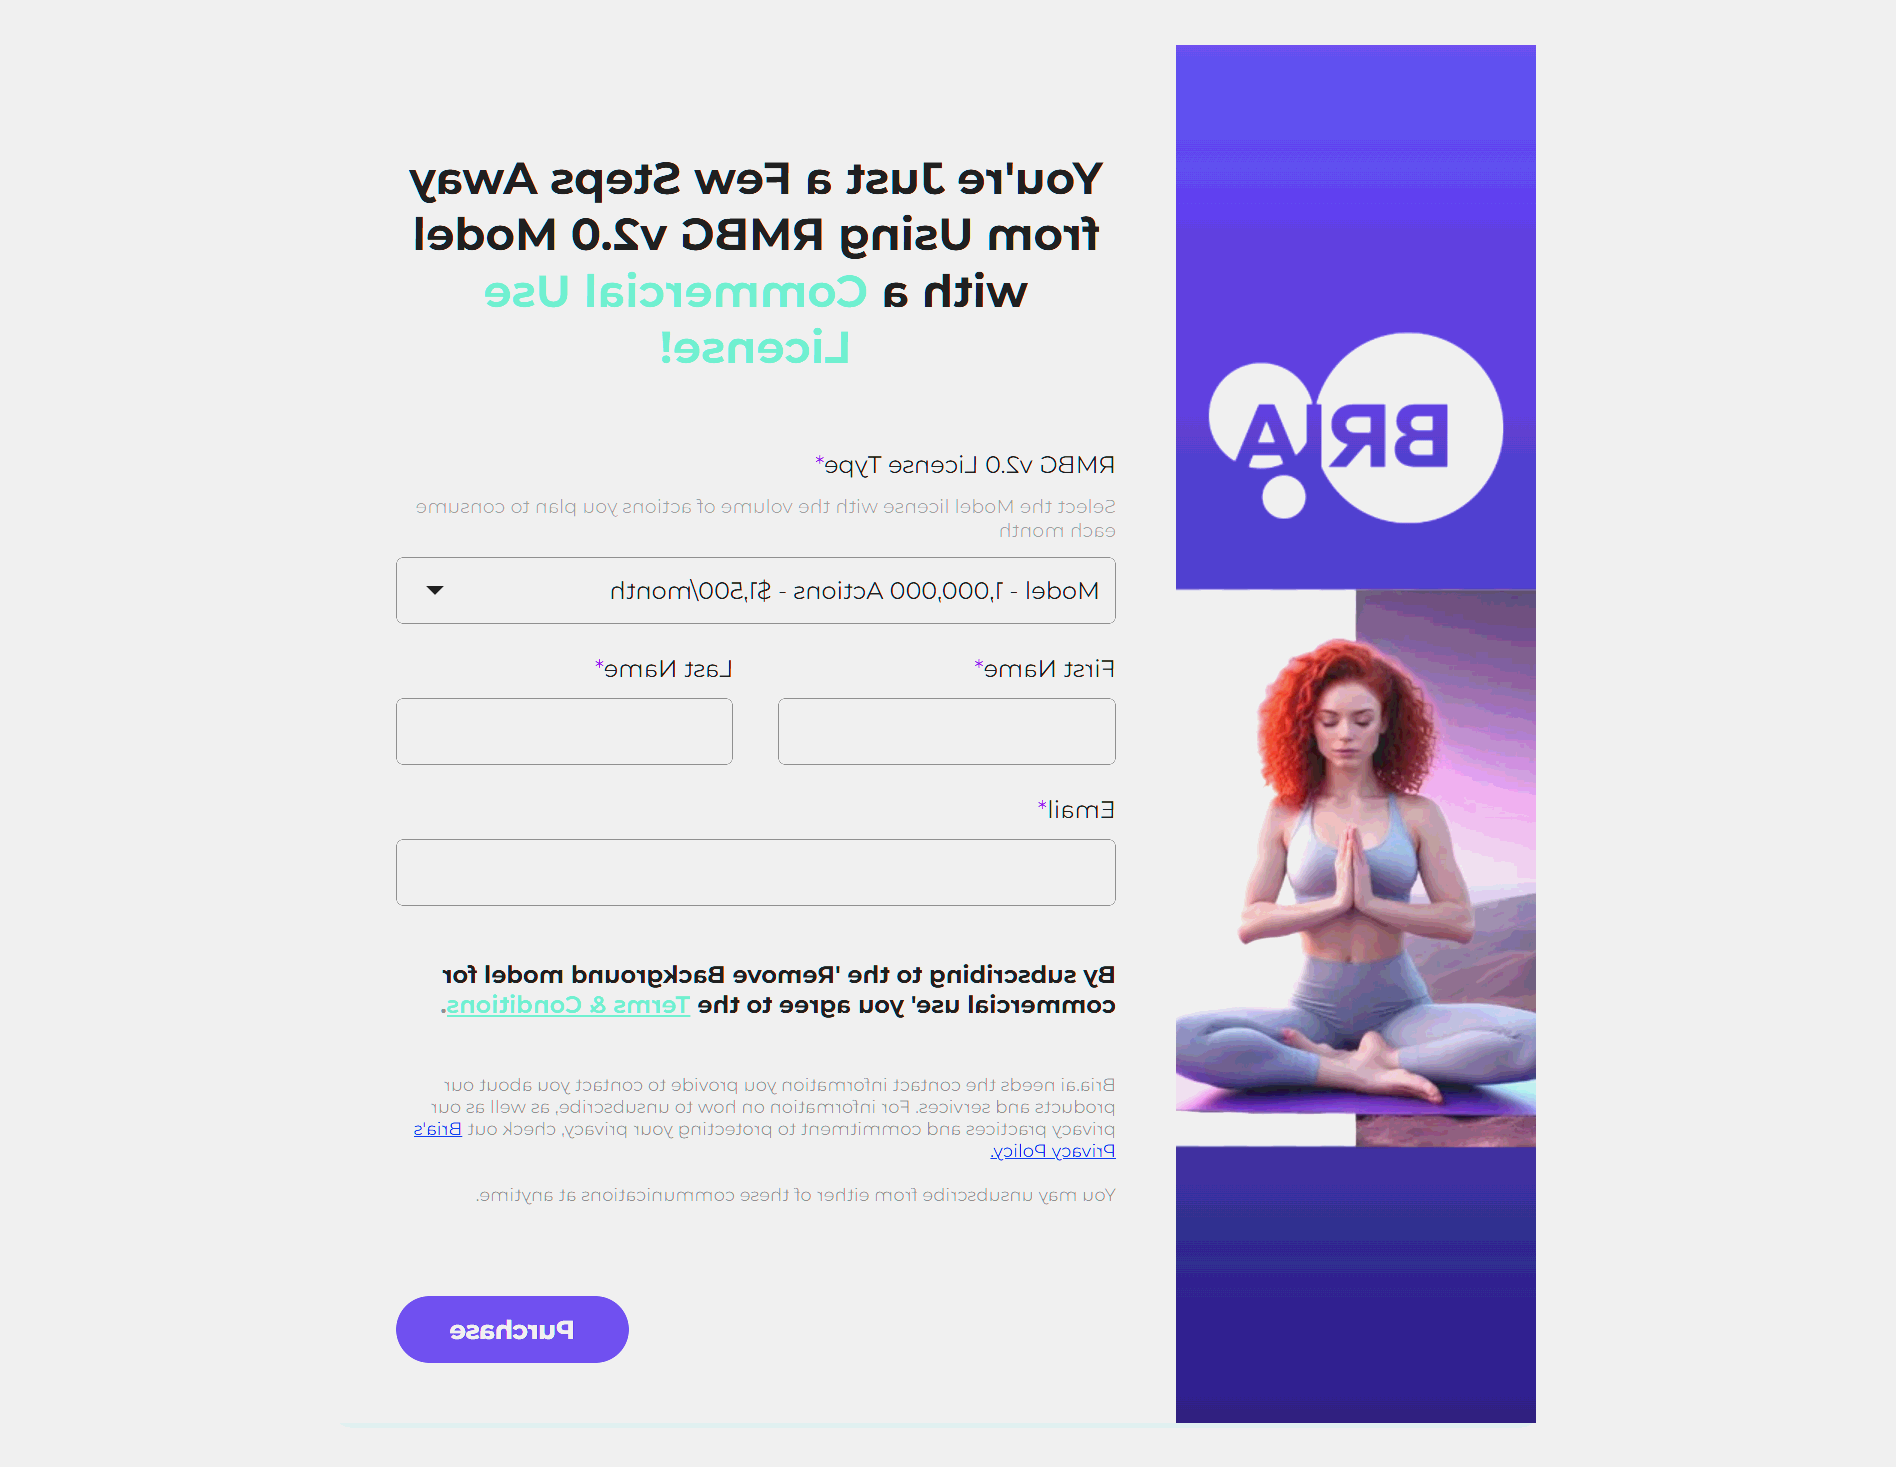 BRIA
You're Just a Few Steps Away
from Using RMBG v2.0 Model
with a Commercial Use
License!
RMBG v2.0 License Type*
Select the Model license with the volume of actions you plan to consume
each month
Model - 1,000,000 Actions - $1,500/month
First Name*
Last Name*
Email*
By subscribing to the 'Remove Background model for
commercial use' you agree to the Terms & Conditions.
Bria.ai needs the contact information you provide to contact you about our
products and services. For information on how to unsubscribe, as well as our
privacy practices and commitment to protecting your privacy, check out Bria's
Privacy Policy.
You may unsubscribe from either of these communications at anytime.
Purchase